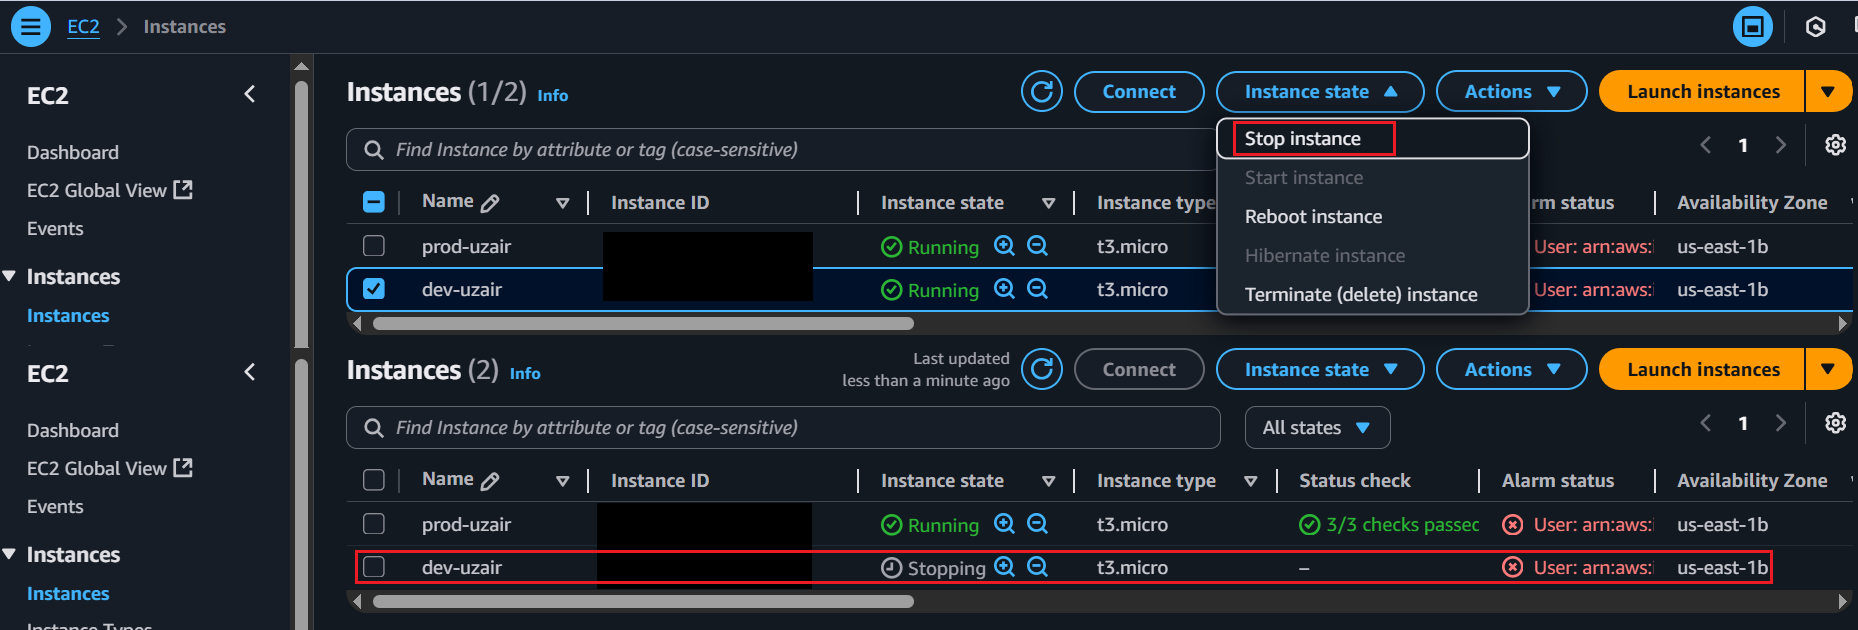 EC2 > Instances
EC2
Dashboard
EC2 Global View
Events
Instances
Instances
Instances (1/2) Info
Connect
Instance state
Actions
Launch instances
Find Instance by attribute or tag (case-sensitive)
1
Stop instance
Start instance
Reboot instance
Hibernate instance
Terminate (delete) instance
Name Instance ID Instance state Instance type rm status Availability Zone
prod-uzair Running t3.micro User: arn:aws: us-east-1b
dev-uzair Running t3.micro User: arn:aws: us-east-1b
EC2
Dashboard
EC2 Global View
Events
Instances
Instances
Instance Types
Instances (2) Info
Last updated
less than a minute ago
Connect
Instance state
Actions
Launch instances
Find Instance by attribute or tag (case-sensitive)
All states
1
Name Instance ID Instance state Instance type Status check Alarm status Availability Zone
prod-uzair Running t3.micro 3/3 checks passed User: arn:aws: us-east-1b
dev-uzair Stopping t3.micro – User: arn:aws: us-east-1b